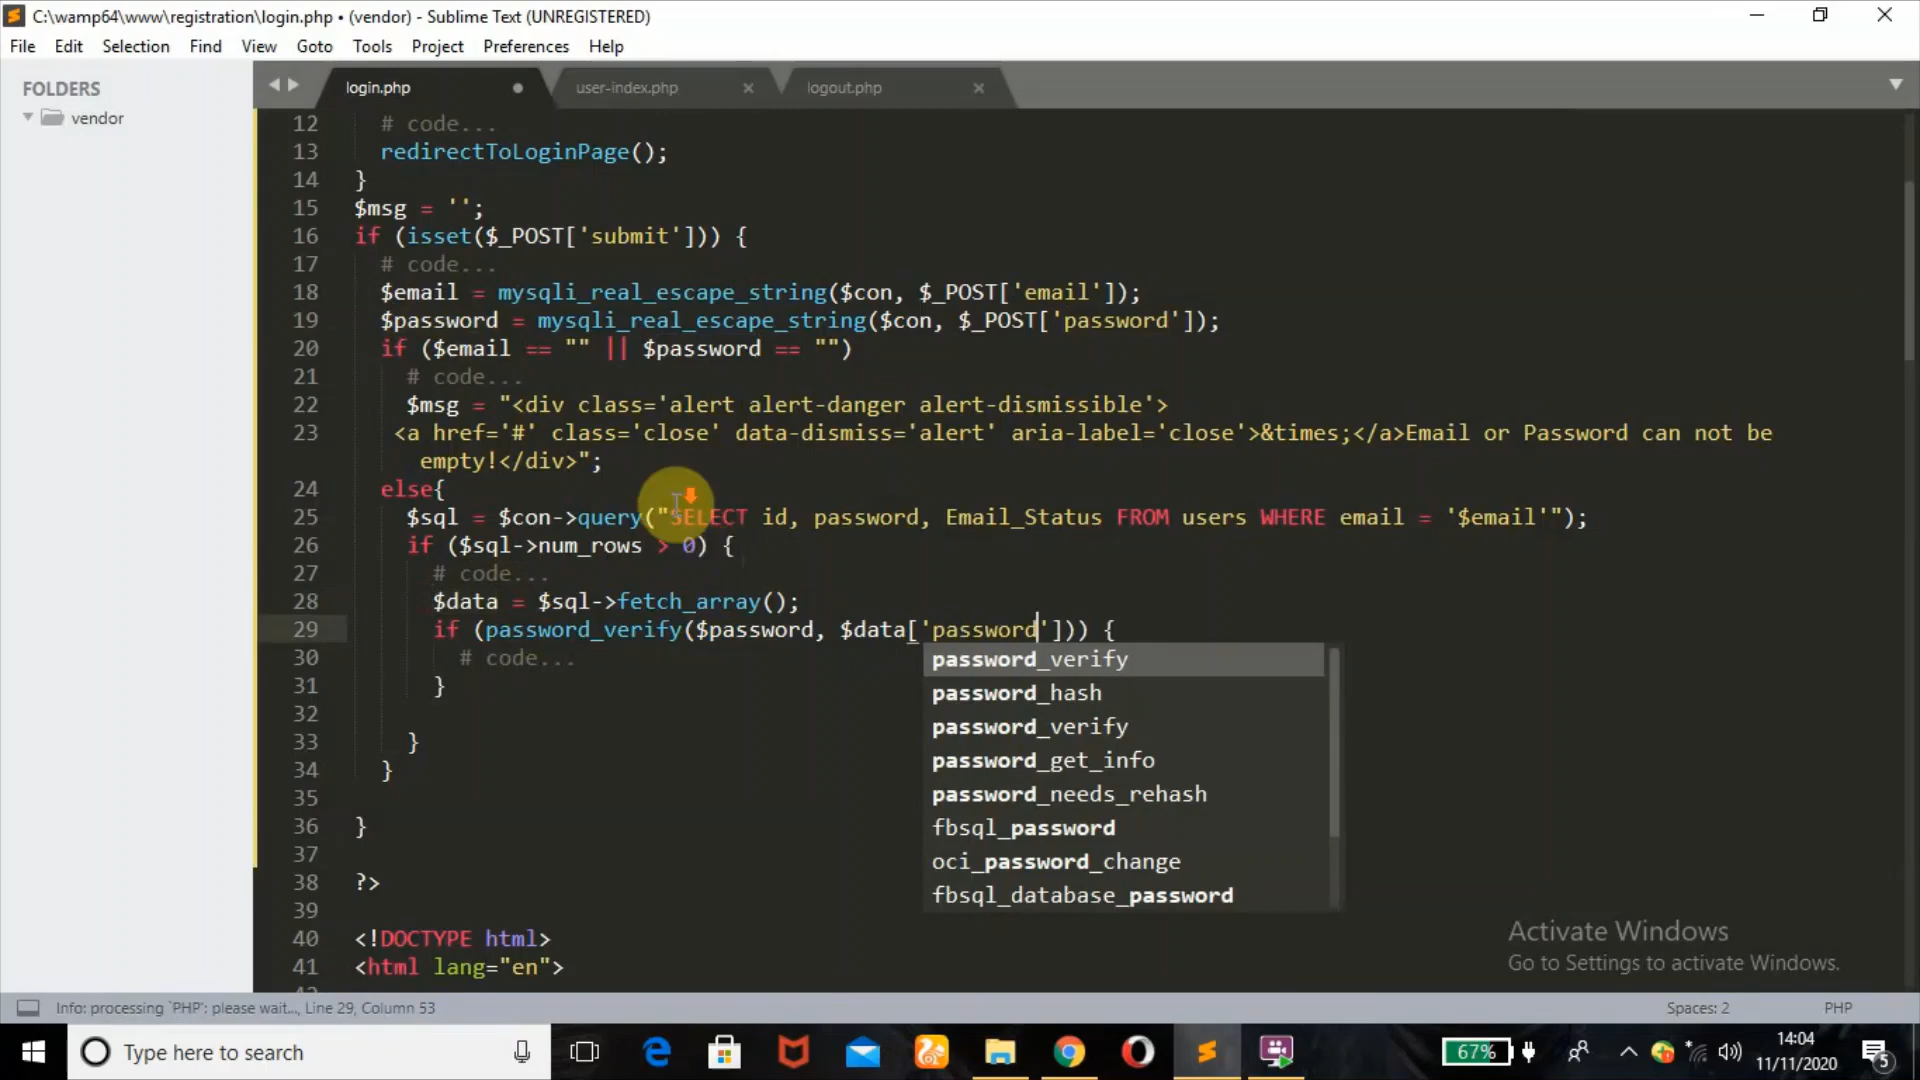 C:\wamp64\www\registration\login.php • (vendor) - Sublime Text (UNREGISTERED)
File Edit Selection Find View Goto Tools Project Preferences Help
FOLDERS
vendor
login.php user-index.php logout.php
12 # code...
13 redirectToLoginPage();
14 }
15 $msg = '';
16 if (isset($_POST['submit'])) {
17 # code...
18 $email = mysqli_real_escape_string($con, $_POST['email']);
19 $password = mysqli_real_escape_string($con, $_POST['password']);
20 if ($email == "" || $password == "")
21 # code...
22 $msg = "<div class='alert alert-danger alert-dismissible'>
23 <a href='#' class='close' data-dismiss='alert' aria-label='close'>&times;</a>Email or Password can not be
empty!</div>";
24 else{
25 $sql = $con->query("SELECT id, password, Email_Status FROM users WHERE email = '$email'");
26 if ($sql->num_rows > 0) {
27 # code...
28 $data = $sql->fetch_array();
29 if (password_verify($password, $data['password'])) {
30 # code...
31 }
32
33 }
34 }
35
36 }
37
38 ?>
39
40 <!DOCTYPE html>
41 <html lang="en">
password_verify
password_hash
password_verify
password_get_info
password_needs_rehash
fbsql_password
oci_password_change
fbsql_database_password
Activate Windows
Go to Settings to activate Windows.
Info: processing `PHP`: please wait..., Line 29, Column 53 Spaces: 2 PHP
Type here to search
67%
14:04
11/11/2020
5